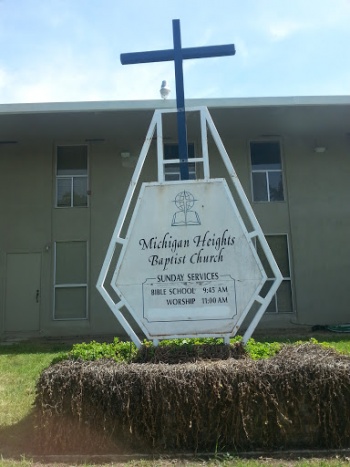 Michigan Heights
Baptist Church
SUNDAY SERVICES
BIBLE SCHOOL 9:45 AM
WORSHIP 11:00 AM